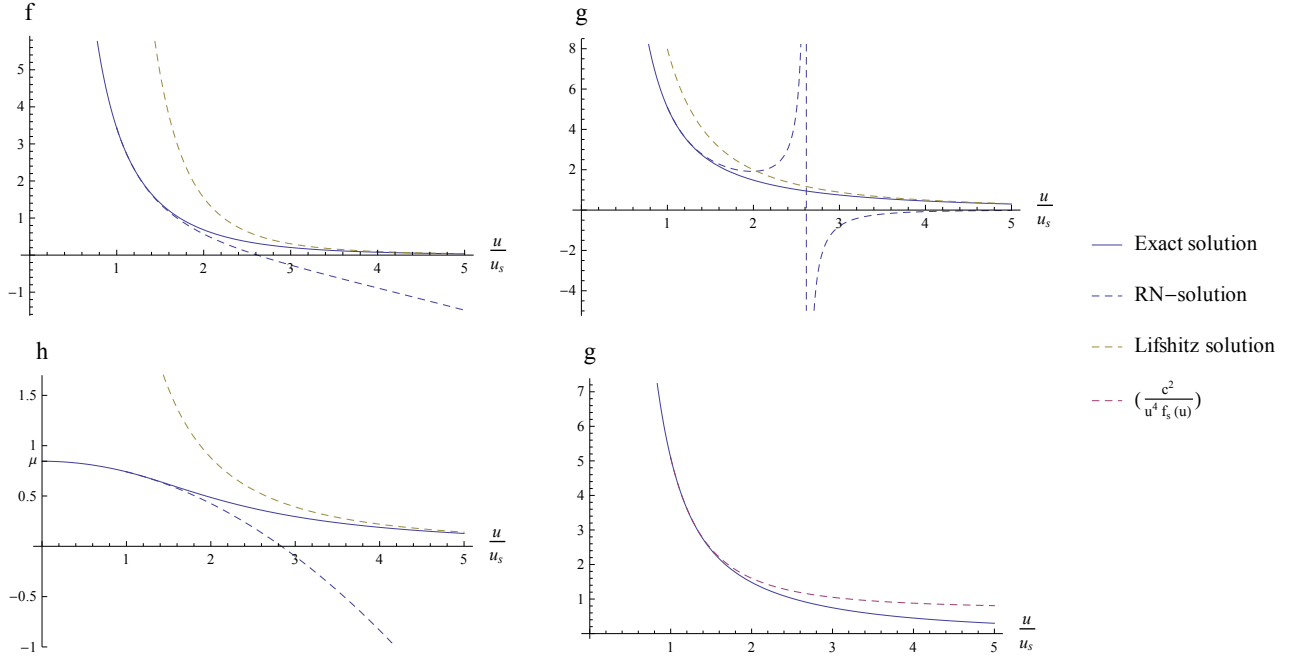 f
5
4
3
2
1
−1
1 2 3 4 5
u/u_s
g
8
6
4
2
−2
−4
1 2 3 4 5
u/u_s
Exact solution
RN−solution
Lifshitz solution
(c^2/(u^4 f_s (u)))
h
1.5
1
μ
0.5
−0.5
−1
1 2 3 4 5
u/u_s
g
7
6
5
4
3
2
1
1 2 3 4 5
u/u_s